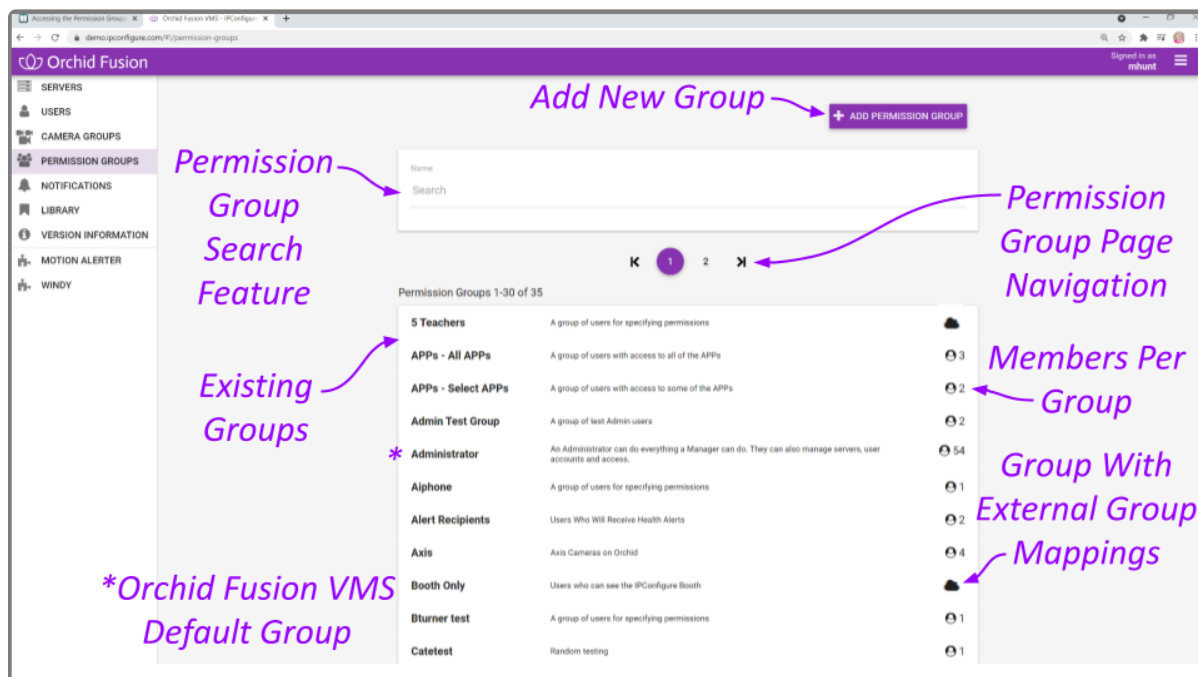 Accessing the Permission Group
Orchid Fusion VMS - IPConfigure
demo.ipconfigure.com/#!/permission-groups
Orchid Fusion
Signed in as
mhunt
SERVERS
USERS
CAMERA GROUPS
PERMISSION GROUPS
NOTIFICATIONS
LIBRARY
VERSION INFORMATION
MOTION ALERTER
WINDY
Add New Group
+ ADD PERMISSION GROUP
Permission
Group
Search
Feature
Name
Search
1 2
Permission
Group Page
Navigation
Permission Groups 1-30 of 35
Existing
Groups
5 Teachers A group of users for specifying permissions
APPs - All APPs A group of users with access to all of the APPs 3
APPs - Select APPs A group of users with access to some of the APPs 2
Admin Test Group A group of test Admin users 2
* Administrator An Administrator can do everything a Manager can do. They can also manage servers, user
accounts and access. 54
Aiphone A group of users for specifying permissions 1
Alert Recipients Users Who Will Receive Health Alerts 2
Axis Axis Cameras on Orchid 4
Booth Only Users who can see the IPConfigure Booth
Bturner test A group of users for specifying permissions 1
Catetest Random testing 1
Members Per
Group
Group With
External Group
Mappings
*Orchid Fusion VMS
Default Group